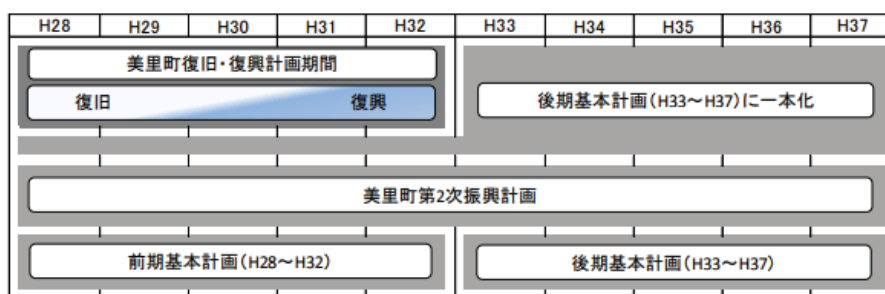 H28 H29 H30 H31 H32 H33 H34 H35 H36 H37
美里町復旧・復興計画期間
復旧 復興
後期基本計画(H33～H37)に一本化
美里町第2次振興計画
前期基本計画(H28～H32) 後期基本計画(H33～H37)